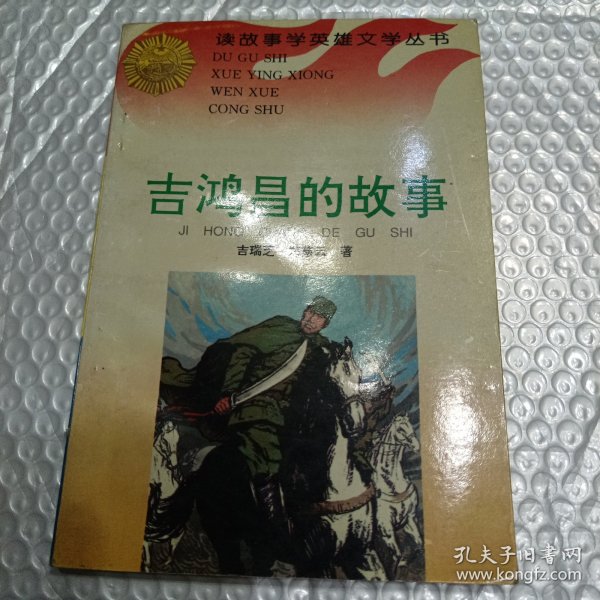 读故事学英雄文学丛书
DU GU SHI
XUE YING XIONG
WEN XUE
CONG SHU
吉鸿昌的故事
JI HONG DE GU SHI
吉瑞芝 著
孔夫子旧书网
www.kongfz.com